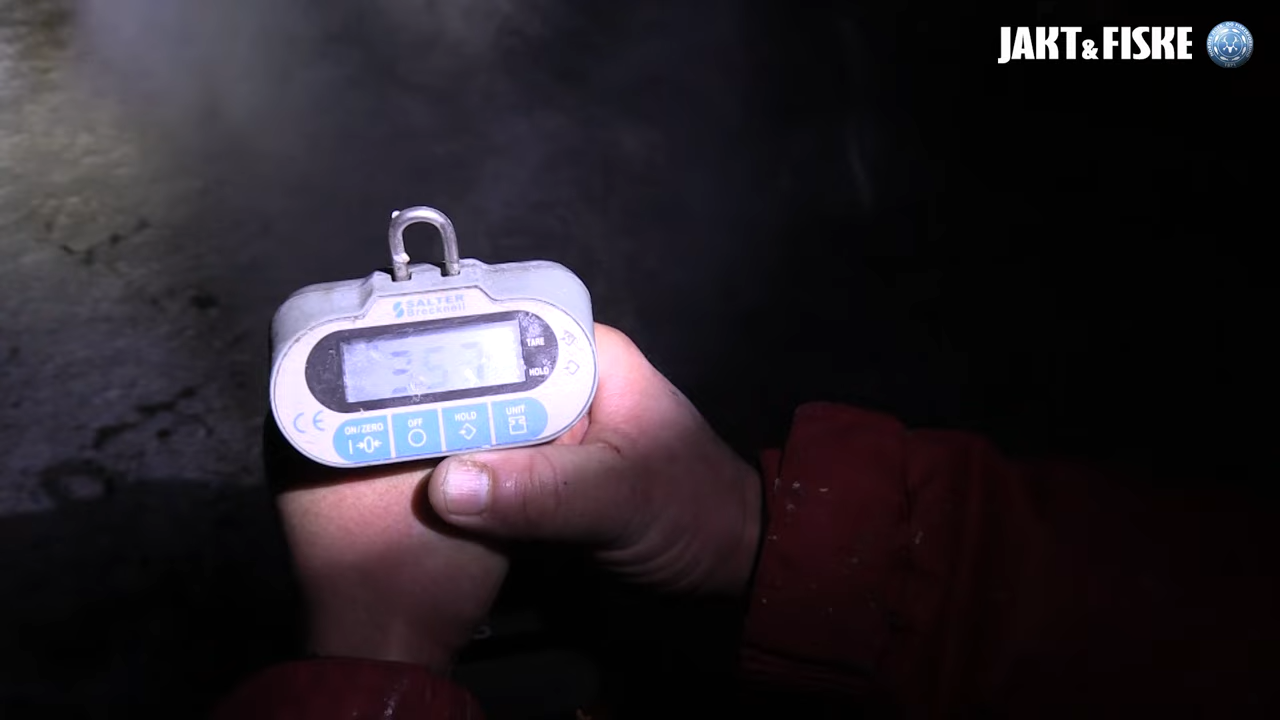 JAKT&FISKE
SALTER
Brecknell
TARE
HOLD
CE
ON/ZERO
OFF
HOLD
UNIT